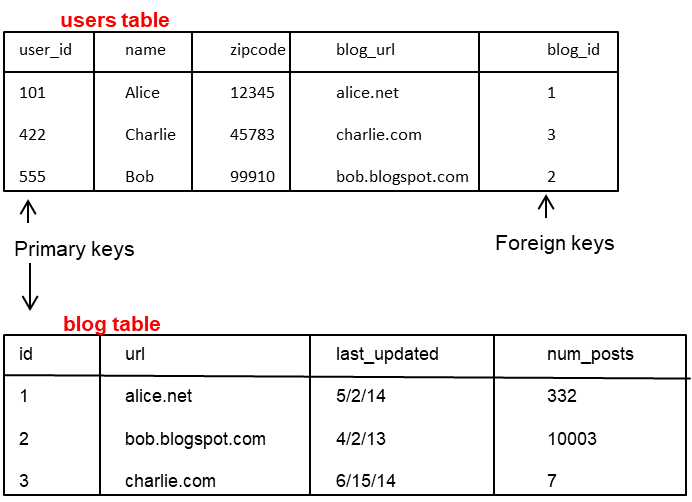 users table
user_id name zipcode blog_url blog_id
101 Alice 12345 alice.net 1
422 Charlie 45783 charlie.com 3
555 Bob 99910 bob.blogspot.com 2
Primary keys Foreign keys
blog table
id url last_updated num_posts
1 alice.net 5/2/14 332
2 bob.blogspot.com 4/2/13 10003
3 charlie.com 6/15/14 7